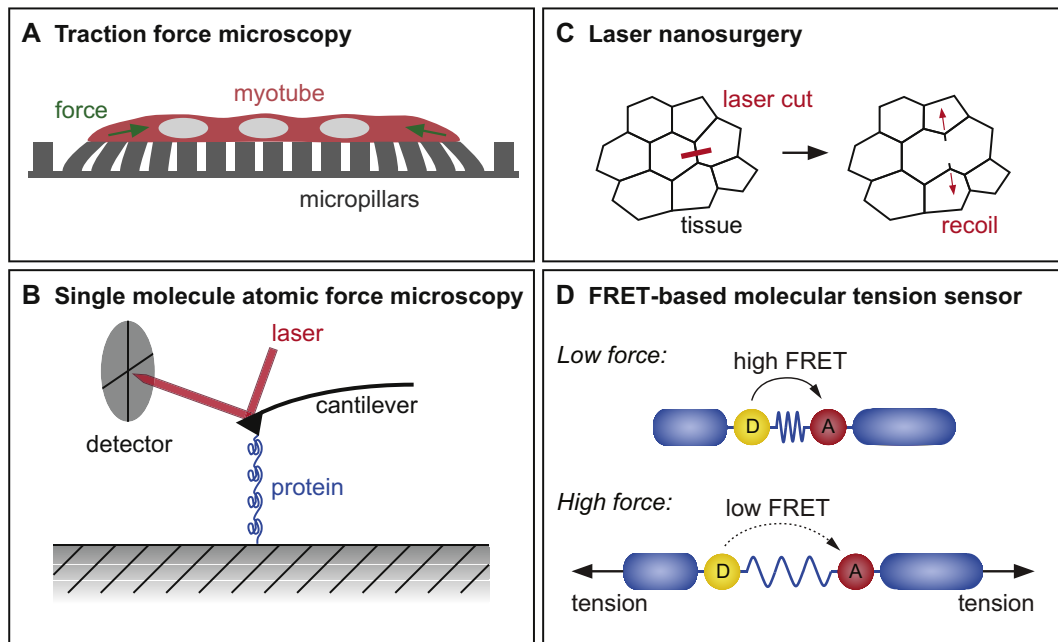 A Traction force microscopy
myotube
force
micropillars
B Single molecule atomic force microscopy
laser
cantilever
detector
protein
C Laser nanosurgery
laser cut
tissue
recoil
D FRET-based molecular tension sensor
Low force:
high FRET
D A
High force:
low FRET
D A
tension tension